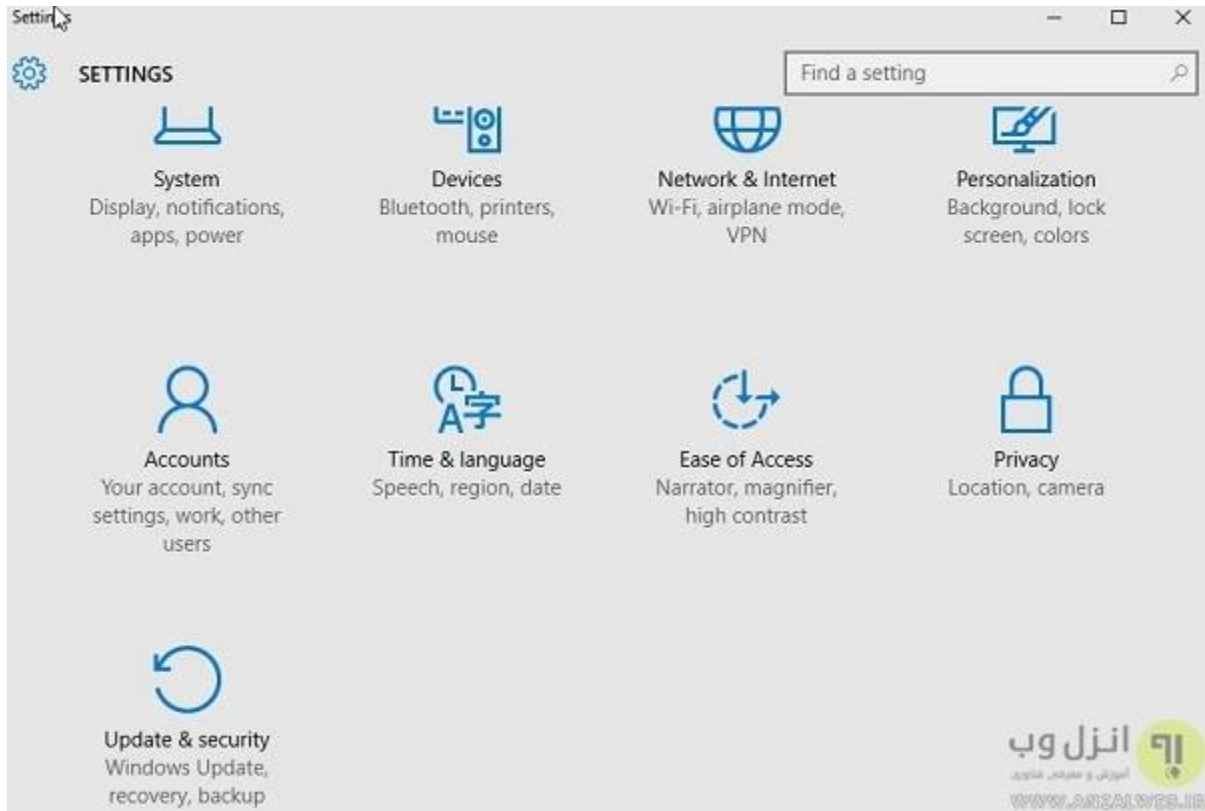 Settings
SETTINGS
Find a setting
System
Display, notifications,
apps, power
Devices
Bluetooth, printers,
mouse
Network & Internet
Wi-Fi, airplane mode,
VPN
Personalization
Background, lock
screen, colors
Accounts
Your account, sync
settings, work, other
users
Time & language
Speech, region, date
Ease of Access
Narrator, magnifier,
high contrast
Privacy
Location, camera
Update & security
Windows Update,
recovery, backup
انزل وب
آموزش و معرفی فناوری
WWW.ANZALWEB.IR